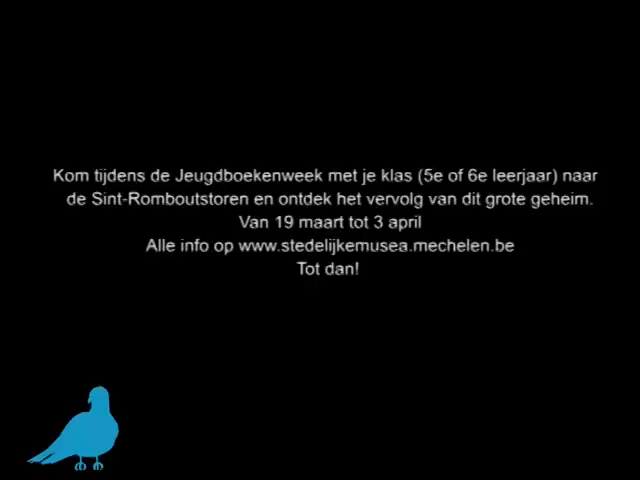 Kom tijdens de Jeugdboekenweek met je klas (5e of 6e leerjaar) naar
de Sint-Romboutstoren en ontdek het vervolg van dit grote geheim.
Van 19 maart tot 3 april
Alle info op www.stedelijkemusea.mechelen.be
Tot dan!